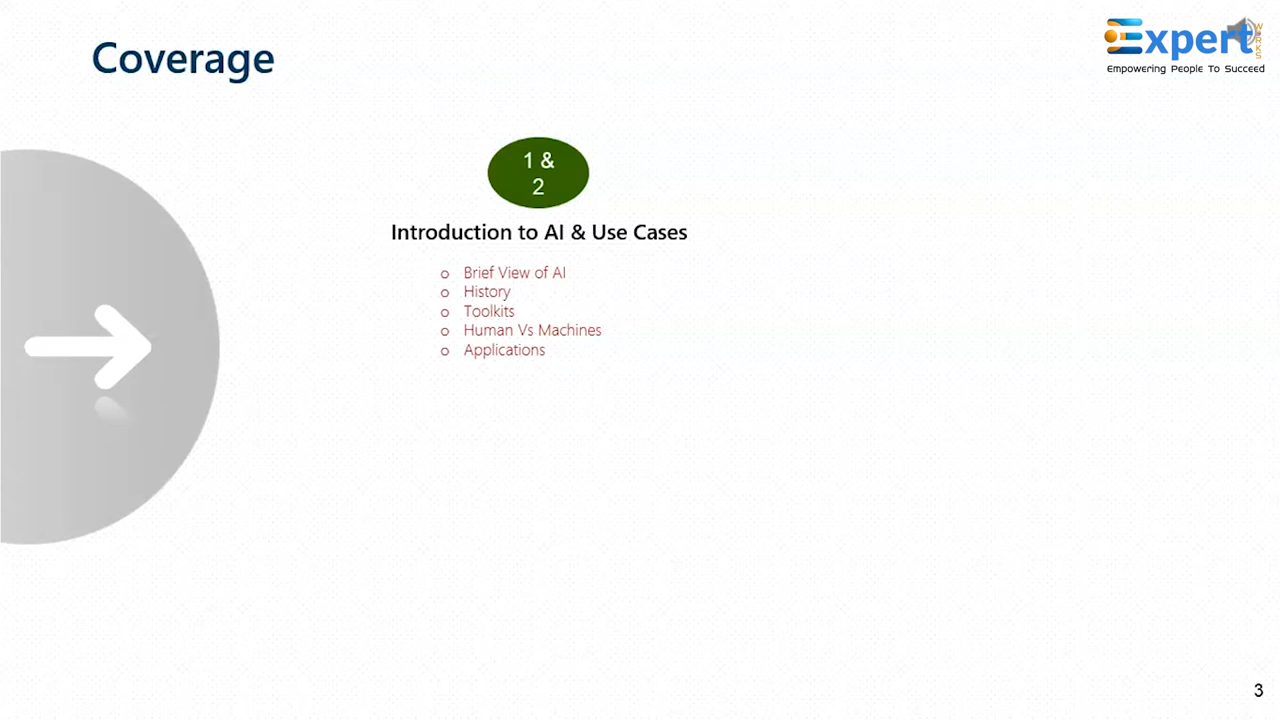 Coverage
Expert
WORKS
Empowering People To Succeed
1 &
2
Introduction to AI & Use Cases
o Brief View of AI
o History
o Toolkits
o Human Vs Machines
o Applications
3